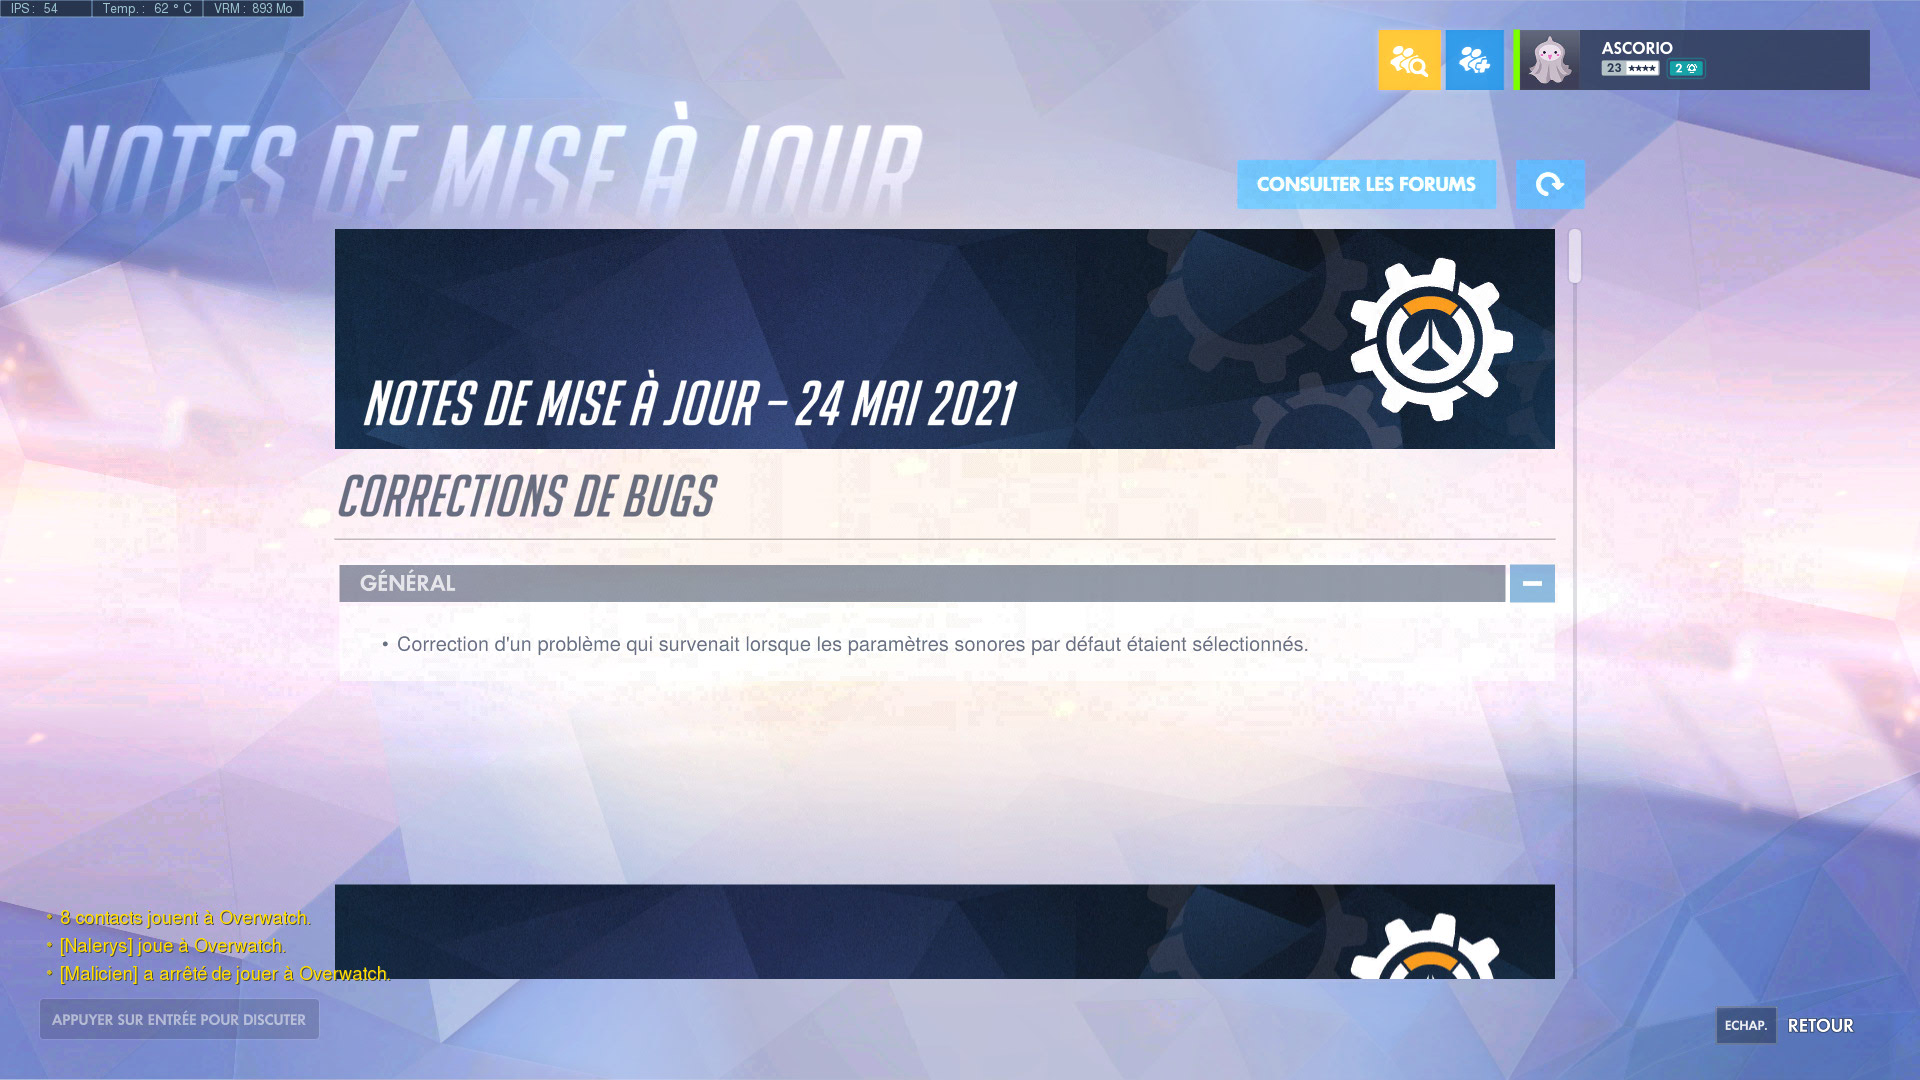 IPS : 54 Temp. : 62 ° C VRM : 893 Mo
ASCORIO
23 ★★★★ 2
NOTES DE MISE À JOUR
CONSULTER LES FORUMS
NOTES DE MISE À JOUR – 24 MAI 2021
CORRECTIONS DE BUGS
GÉNÉRAL
• Correction d'un problème qui survenait lorsque les paramètres sonores par défaut étaient sélectionnés.
• 8 contacts jouent à Overwatch.
• [Nalerys] joue à Overwatch.
• [Malicien] a arrêté de jouer à Overwatch.
APPUYER SUR ENTRÉE POUR DISCUTER
ECHAP. RETOUR